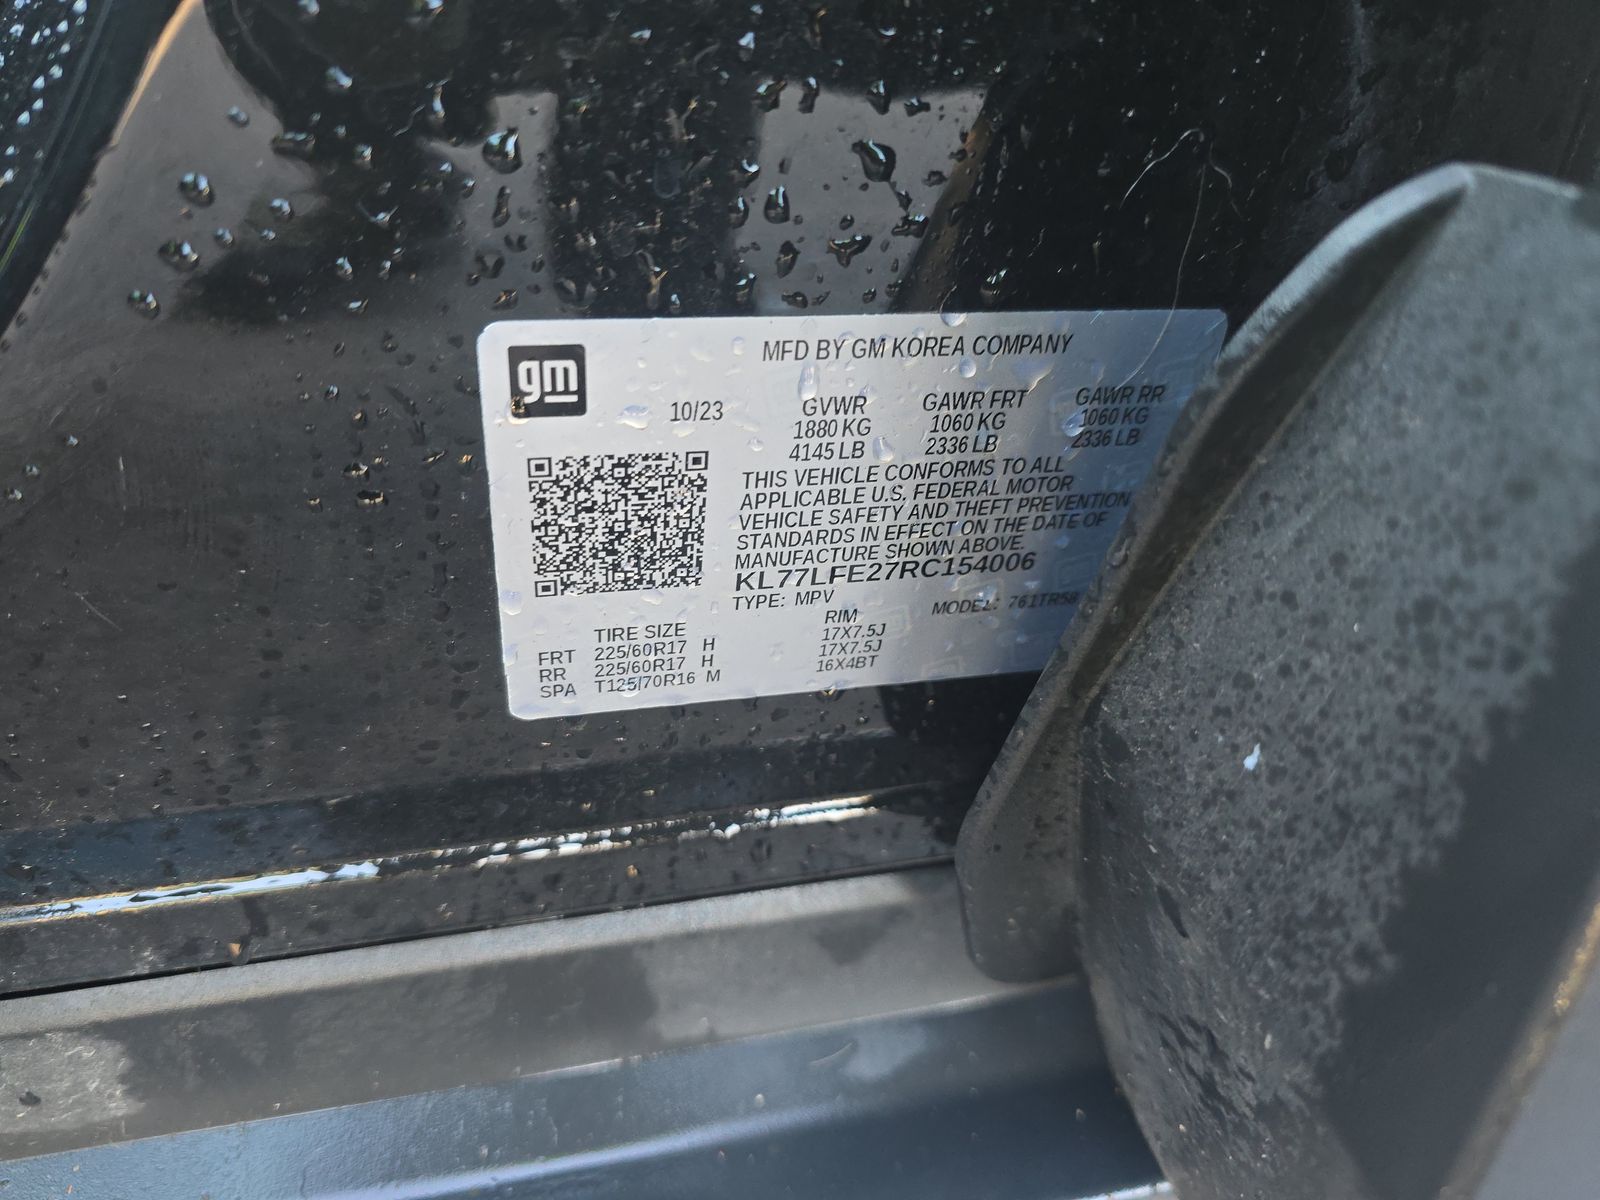 gm
MFD BY GM KOREA COMPANY
10/23
GVWR GAWR FRT GAWR RR
1880 KG 1060 KG 1060 KG
4145 LB 2336 LB 2336 LB
THIS VEHICLE CONFORMS TO ALL
APPLICABLE U.S. FEDERAL MOTOR
VEHICLE SAFETY AND THEFT PREVENTION
STANDARDS IN EFFECT ON THE DATE OF
MANUFACTURE SHOWN ABOVE.
KL77LFE27RC154006
TYPE: MPV MODEL: 761TR58
TIRE SIZE RIM
FRT 225/60R17 H 17X7.5J
RR 225/60R17 H 17X7.5J
SPA T125/70R16 M 16X4BT